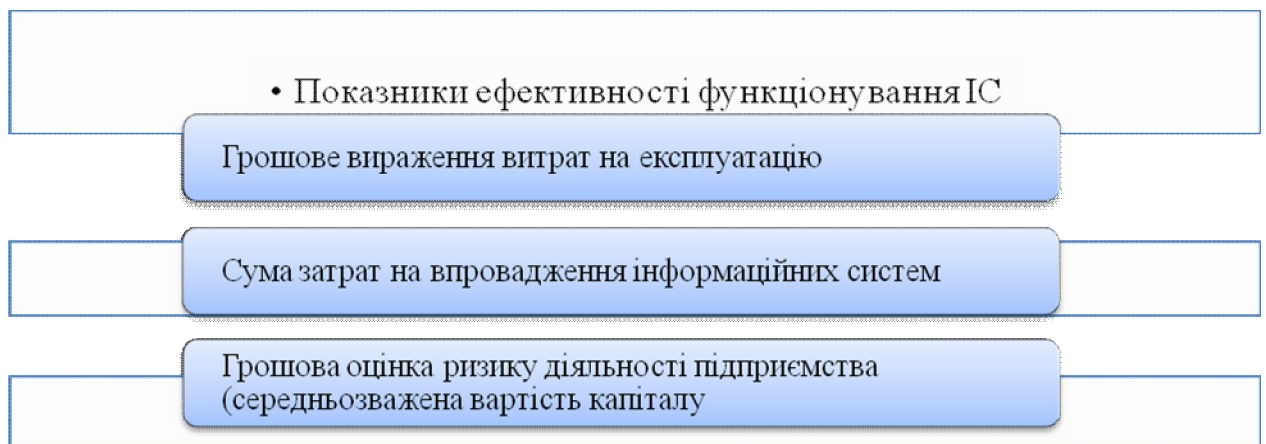 • Показники ефективності функціонування ІС
Грошове вираження витрат на експлуатацію
Сума затрат на впровадження інформаційних систем
Грошова оцінка ризику діяльності підприємства
(середньозважена вартість капіталу